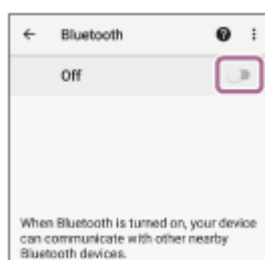 Bluetooth
Off
When Bluetooth is turned on, your device
can communicate with other nearby
Bluetooth devices.